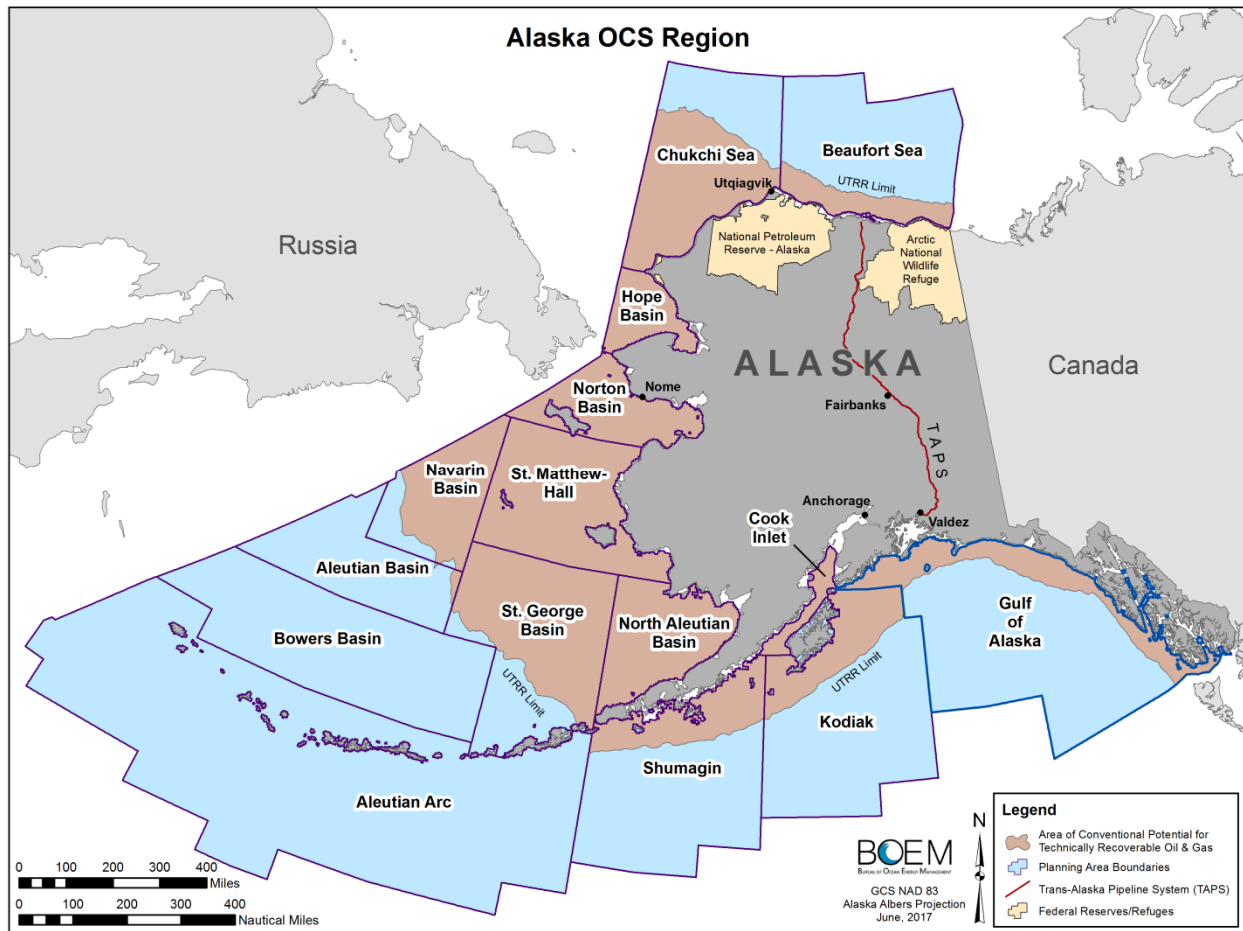 Alaska OCS Region
Chukchi Sea
Beaufort Sea
UTRR Limit
Utqiagvik
National Petroleum
Reserve - Alaska
Arctic
National
Wildlife
Refuge
Russia
Hope
Basin
ALASKA
Canada
Norton
Basin
Nome
Fairbanks
TAPS
Navarin
Basin
St. Matthew-
Hall
Anchorage
Valdez
Cook
Inlet
Aleutian Basin
St. George
Basin
North Aleutian
Basin
Gulf
of
Alaska
Bowers Basin
UTRR Limit
UTRR Limit
Kodiak
Shumagin
Aleutian Arc
0 100 200 300 400
Miles
0 100 200 300 400
Nautical Miles
BOEM
BUREAU OF OCEAN ENERGY MANAGEMENT
GCS NAD 83
Alaska Albers Projection
June, 2017
N
Legend
Area of Conventional Potential for
Technically Recoverable Oil & Gas
Planning Area Boundaries
Trans-Alaska Pipeline System (TAPS)
Federal Reserves/Refuges